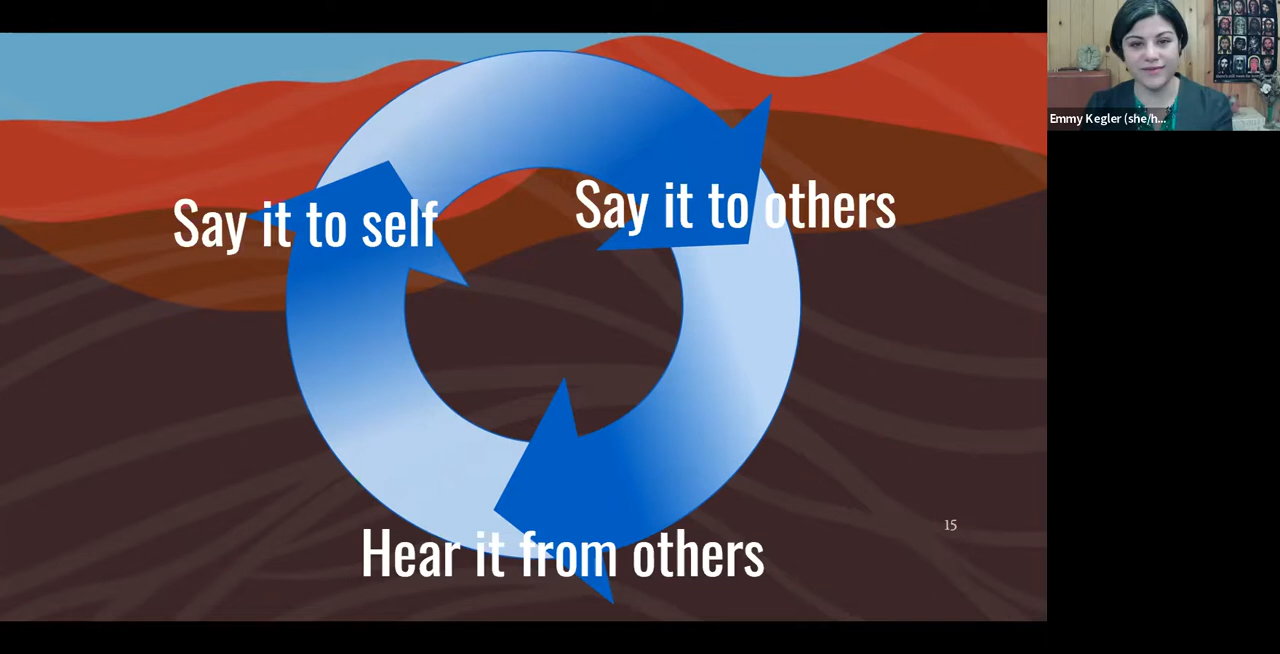 Say it to self
Say it to others
Hear it from others
15
Emmy Kegler (she/h...